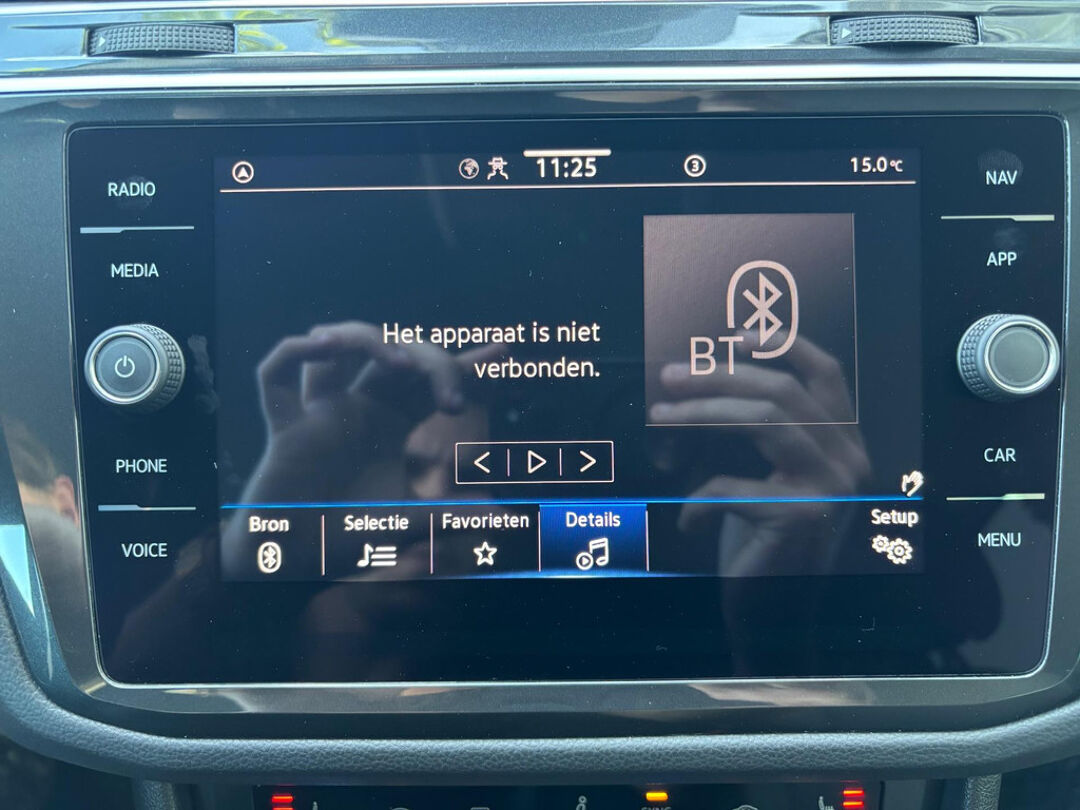 RADIO
MEDIA
PHONE
VOICE
11:25
3
15.0°C
Het apparaat is niet
verbonden.
BT
Bron
Selectie
Favorieten
Details
Setup
NAV
APP
CAR
MENU